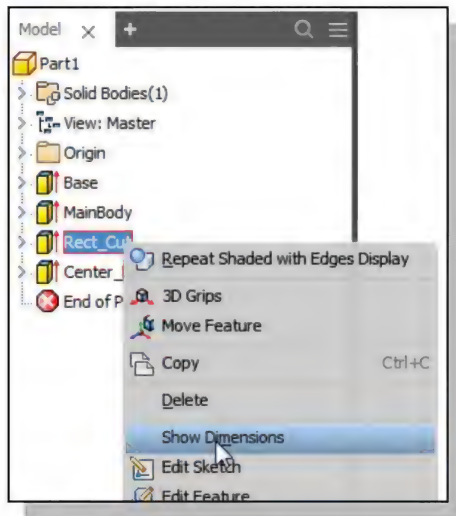 Model
Part1
Solid Bodies(1)
View: Master
Origin
Base
MainBody
Rect_Cu
Repeat Shaded with Edges Display
Center_
3D Grips
End of P
Move Feature
Copy Ctrl+C
Delete
Show Dimensions
Edit Sketch
Edit Feature